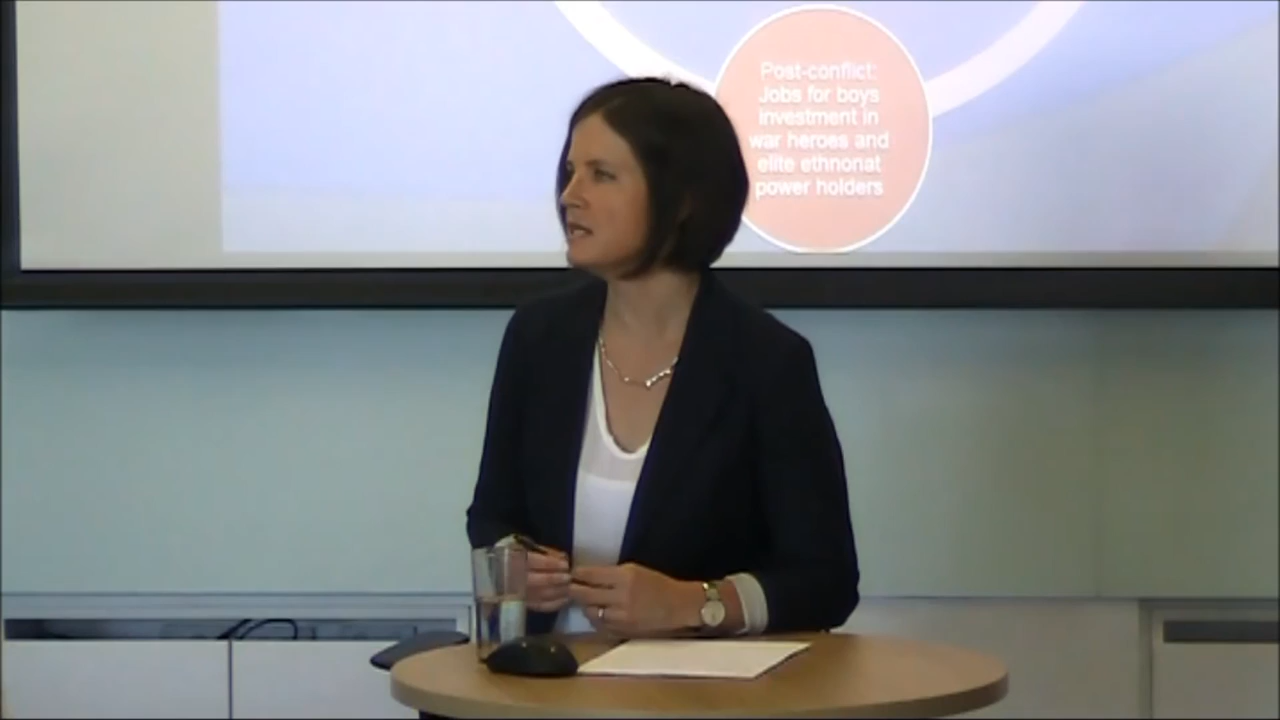 Post-conflict:
Jobs for boys
investment in
war heroes and
elite ethnonat
power holders